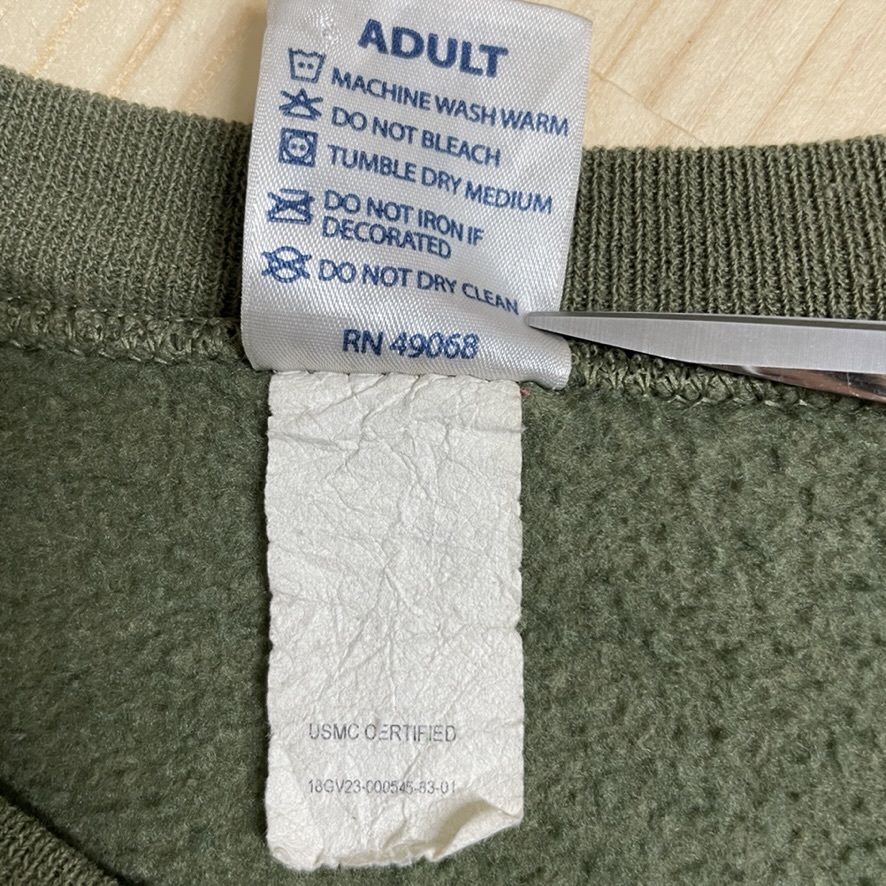 ADULT
MACHINE WASH WARM
DO NOT BLEACH
TUMBLE DRY MEDIUM
DO NOT IRON IF
DECORATED
DO NOT DRY CLEAN
RN 49068
USMC CERTIFIED
18GV23-000545-83-01